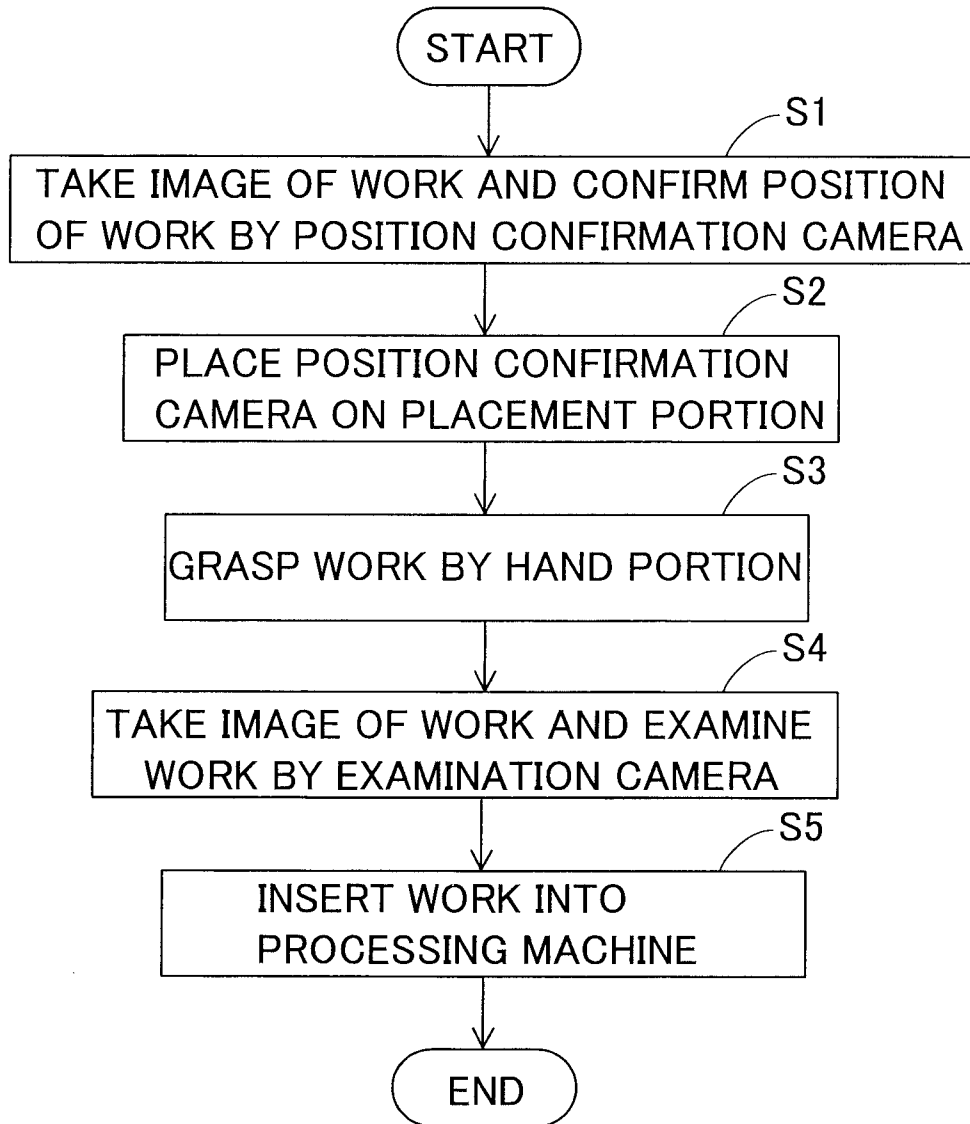 START
S1
TAKE IMAGE OF WORK AND CONFIRM POSITION
OF WORK BY POSITION CONFIRMATION CAMERA
S2
PLACE POSITION CONFIRMATION
CAMERA ON PLACEMENT PORTION
S3
GRASP WORK BY HAND PORTION
S4
TAKE IMAGE OF WORK AND EXAMINE
WORK BY EXAMINATION CAMERA
S5
INSERT WORK INTO
PROCESSING MACHINE
END